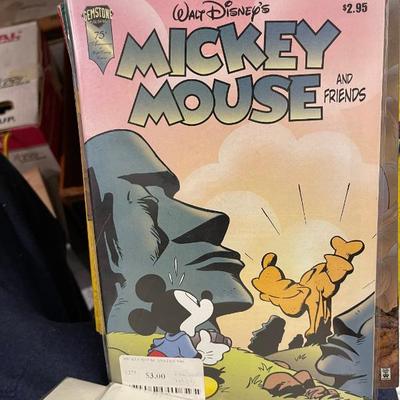 WALT DISNEY'S
$2.95
GEMSTONE
75
MICKEY
MOUSE
AND
FRIENDS
$3.00